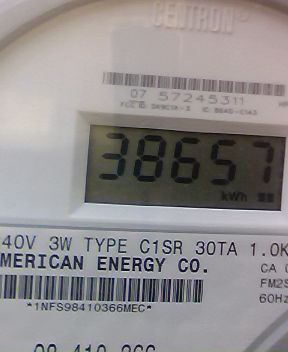 CENTRON®
07 57245311
38657
kWh
40V 3W TYPE C1SR 30TA 1.0K
MERICAN ENERGY CO.
CA
FM2S
60Hz
*1NFS98410366MEC*